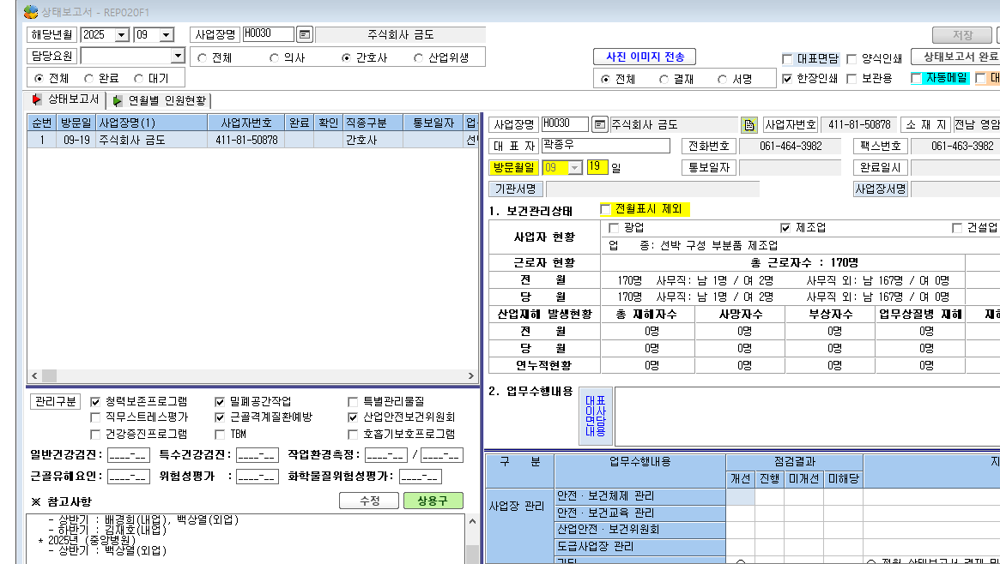 상태보고서 - REP020F1
해당년월 2025 09 사업장명 H0030 주식회사 금도 저장
담당요원 전체 의사 간호사 산업위생 사진 이미지 전송 대표면담 양식인쇄 상태보고서 완료
전체 완료 대기 전체 결재 서명 한장인쇄 보관용 자동메일 대
상태보고서 연월별 인원현황
순번 방문일 사업장명(1) 사업자번호 완료 확인 직종구분 통보일자 업
1 09-19 주식회사 금도 411-81-50878 간호사 선
사업장명 H0030 주식회사 금도 사업자번호 411-81-50878 소 재 지 전남 영암
대 표 자 곽종우 전화번호 061-464-3982 팩스번호 061-463-3982
방문월일 09 19 일 통보일자 완료일시
기관서명 사업장서명
1. 보건관리상태 전월표시 제외
사업자 현황 광업 제조업 건설업
업 종: 선박 구성 부분품 제조업
근로자 현황 총 근로자수 : 170명
전 월 170명 사무직: 남 1명 / 여 2명 사무직 외: 남 167명 / 여 0명
당 월 170명 사무직: 남 1명 / 여 2명 사무직 외: 남 167명 / 여 0명
산업재해 발생현황 총 재해자수 사망자수 부상자수 업무상질병 재해 재해
전 월 0명 0명 0명 0명
당 월 0명 0명 0명 0명
연누적현황 0명 0명 0명 0명
2. 업무수행내용 대표
이사
면담
내용
관리구분 청력보존프로그램 밀폐공간작업 특별관리물질
직무스트레스평가 근골격계질환예방 산업안전보건위원회
건강증진프로그램 TBM 호흡기보호프로그램
일반건강검진: ____-__ 특수건강검진: ____-__ 작업환경측정: ____-__ / ____-__
근골유해요인: ____-__ 위험성평가 : ____-__ 화학물질위험성평가: ____-__
※ 참고사항 수정 상용구
- 상반기 : 배경희(내업), 백상열(외업)
- 하반기 : 김재호(내업)
* 2025년 (중앙병원)
- 상반기 : 백상열(외업)
구 분 업무수행내용 점검결과 지
개선 진행 미개선 미해당
사업장 관리 안전ㆍ보건체제 관리
안전ㆍ보건교육 관리
산업안전ㆍ보건위원회
도급사업장 관리
기타 ○ ○ 전월 상태보고서 결재 및